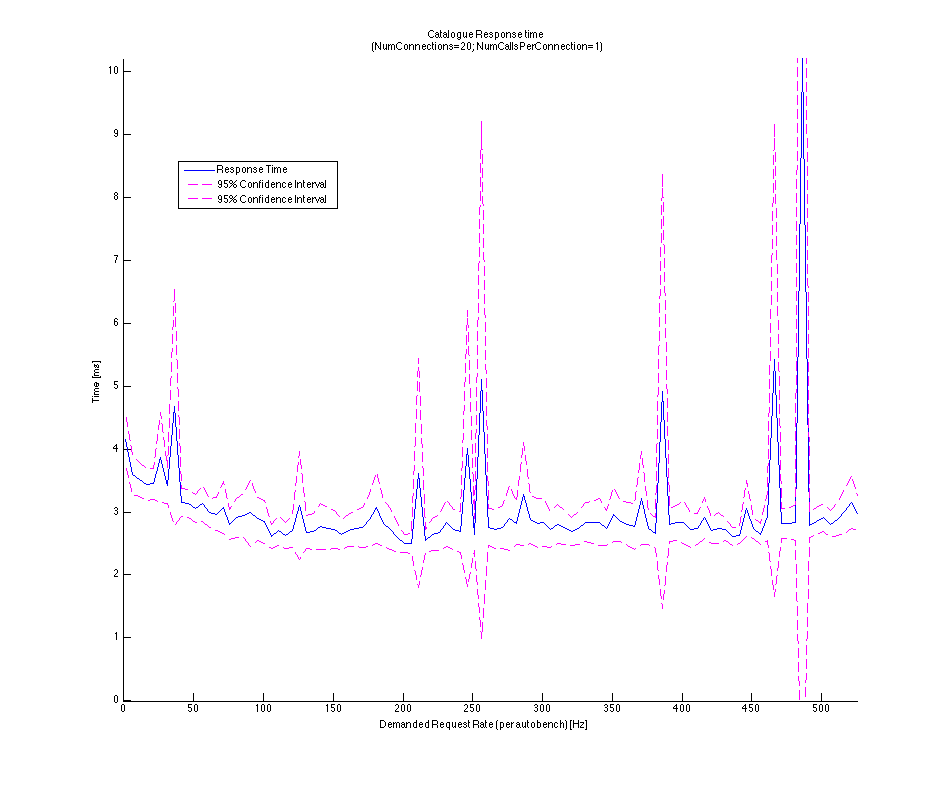 Catalogue Response time
(NumConnections=20; NumCallsPerConnection=1)
10
9
8
7
6
5
4
3
2
1
0
Time [ms]
Response Time
95% Confidence Interval
95% Confidence Interval
0 50 100 150 200 250 300 350 400 450 500
Demanded Request Rate (per autobench) [Hz]